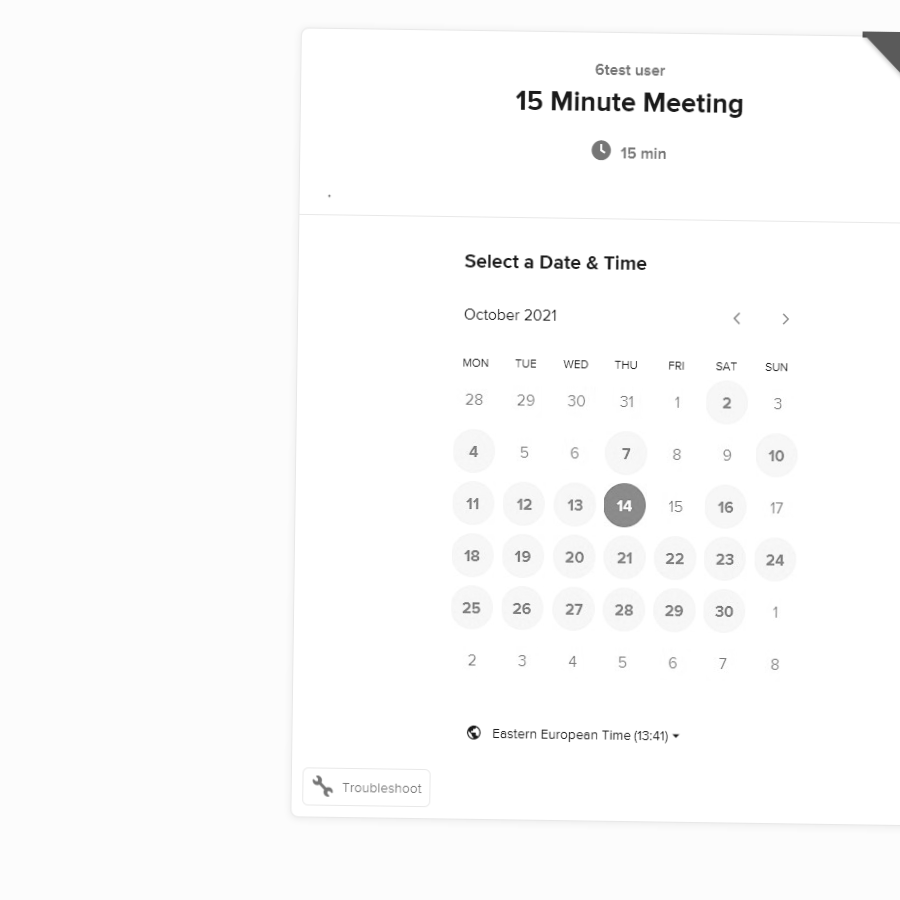 6test user
15 Minute Meeting
15 min
Select a Date & Time
October 2021
MON TUE WED THU FRI SAT SUN
28 29 30 31 1 2 3
4 5 6 7 8 9 10
11 12 13 14 15 16 17
18 19 20 21 22 23 24
25 26 27 28 29 30 1
2 3 4 5 6 7 8
Eastern European Time (13:41)
Troubleshoot